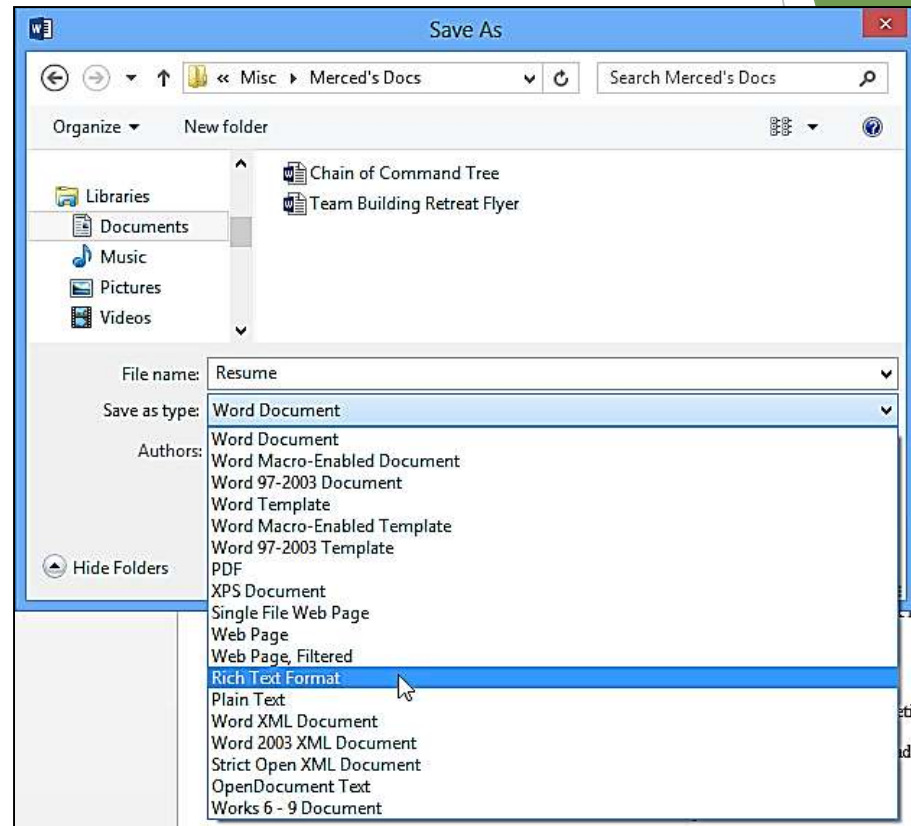 Save As
« Misc ▸ Merced's Docs
Search Merced's Docs
Organize
New folder
Libraries
Documents
Music
Pictures
Videos
Chain of Command Tree
Team Building Retreat Flyer
File name: Resume
Save as type: Word Document
Authors:
Word Document
Word Macro-Enabled Document
Word 97-2003 Document
Word Template
Word Macro-Enabled Template
Word 97-2003 Template
PDF
XPS Document
Single File Web Page
Web Page
Web Page, Filtered
Rich Text Format
Plain Text
Word XML Document
Word 2003 XML Document
Strict Open XML Document
OpenDocument Text
Works 6 - 9 Document
Hide Folders